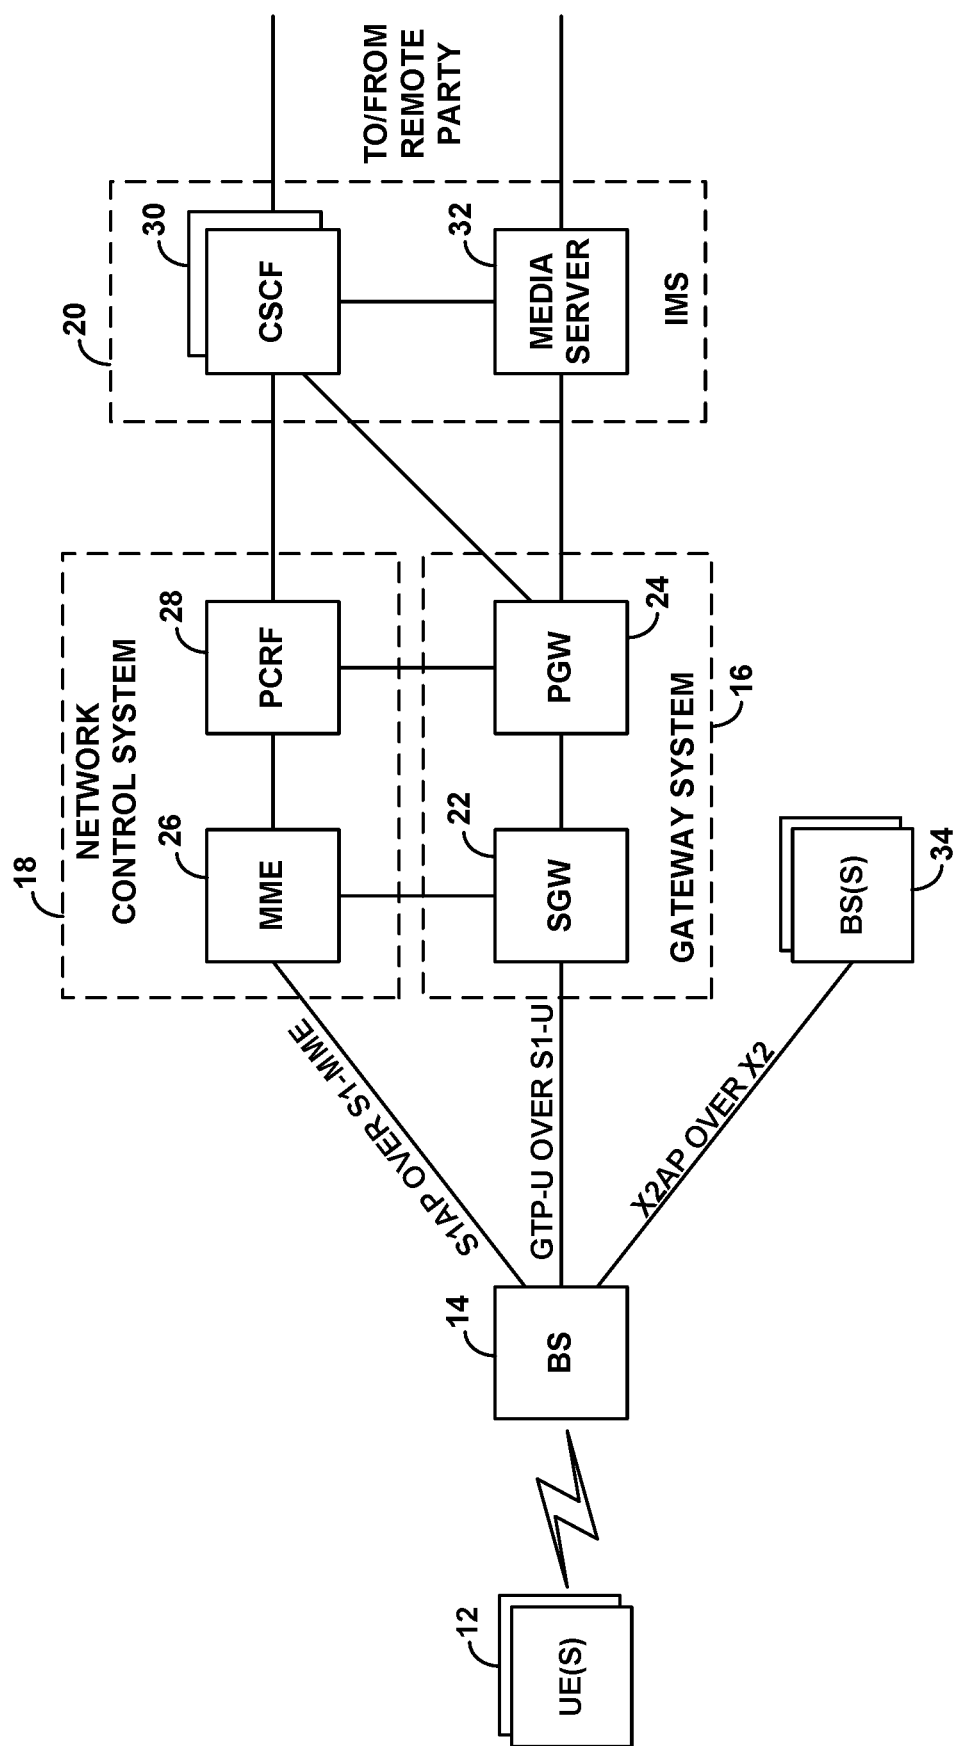 18
NETWORK
CONTROL SYSTEM
20
26
28
30
MME
PCRF
CSCF
TO/FROM
REMOTE
PARTY
S1AP OVER S1-MME
14
22
32
BS
GTP-U OVER S1-U
SGW
PGW
MEDIA
SERVER
24
IMS
12
UE(S)
GATEWAY SYSTEM
16
X2AP OVER X2
BS(S)
34